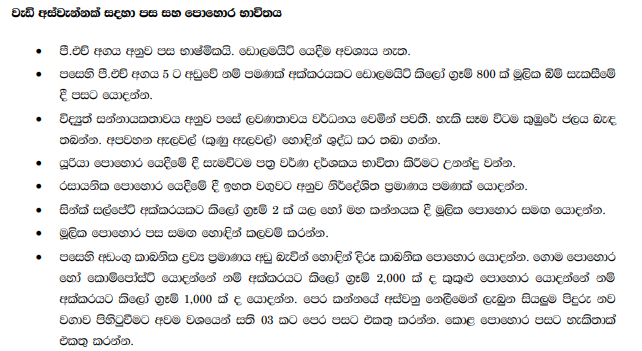 වැඩි අස්වැන්නක් සදහා පස සහ පොහොර භාවිතය
• පී.එච් අගය අනුව පස භාෂ්මිකයි. ඩොලමයිට් යෙදීම අවශ්‍යය නැත.
• පසෙහි පී.එච් අගය 5 ට අඩුවේ නම් පමණක් අක්කරයකට ඩොලමයිට් කිලෝ ග්‍රෑම් 800 ක් මූලික බිම් සැකසීමේ
දී පසට යොදන්න.
• විද්‍යුත් සන්නායකතාවය අනුව පසේ ලවණතාවය වර්ධනය වෙමින් පවතී. හැකි සෑම විටම කුඹුරේ ජලය බැඳ
තබන්න. අපවහන ඇලවල් (කුණු ඇලවල්) හොඳින් ශුද්ධ කර තබා ගන්න.
• යූරියා පොහොර යෙදීමේ දී සැමවිටම පත්‍ර වර්ණ දර්ශකය භාවිතා කිරීමට උනන්දු වන්න.
• රසායනික පොහොර යෙදීමේ දී ඉහත වගුවට අනුව නිර්දේශිත ප්‍රමාණය පමණක් යොදන්න.
• සින්ක් සල්පේට් අක්කරයකට කිලෝ ග්‍රෑම් 2 ක් යල හෝ මහ කන්නයක දී මූලික පොහොර සමඟ යොදන්න.
• මූලික පොහොර පස සමඟ හොඳින් කලවම් කරන්න.
• පසෙහි අඩංගු කාබනික ද්‍රව්‍ය ප්‍රමාණය අඩු බැවින් හොඳින් දිරූ කාබනික පොහොර යොදන්න. ගොම පොහොර
හෝ කොම්පෝස්ට් යොදන්නේ නම් අක්කරයට කිලෝ ග්‍රෑම් 2,000 ක් ද කුකුළු පොහොර යොදන්නේ නම්
අක්කරයට කිලෝ ග්‍රෑම් 1,000 ක් ද යොදන්න. පෙර කන්නයේ අස්වනු නෙලීමෙන් ලැබුන සියලුම පිදුරු නව
වගාව පිහිටුවීමට අවම වශයෙන් සති 03 කට පෙර පසට එකතු කරන්න. කොළ පොහොර පසට හැකිතාක්
එකතු කරන්න.